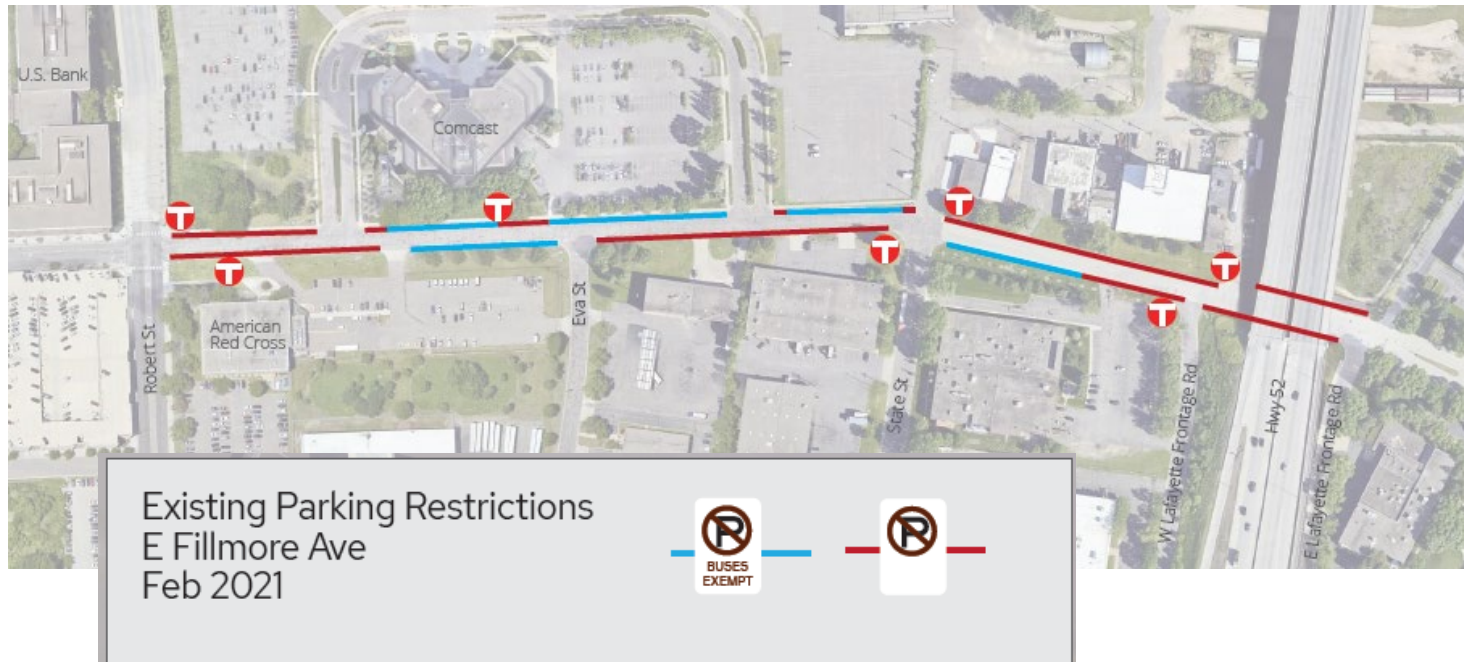 U.S. Bank
Comcast
T
T
T
T
T
T
T
American
Red Cross
Robert St
Eva St
State St
W Lafayette Frontage Rd
Hwy 52
E Lafayette Frontage Rd
Existing Parking Restrictions
E Fillmore Ave
Feb 2021
P
BUSES
EXEMPT
P